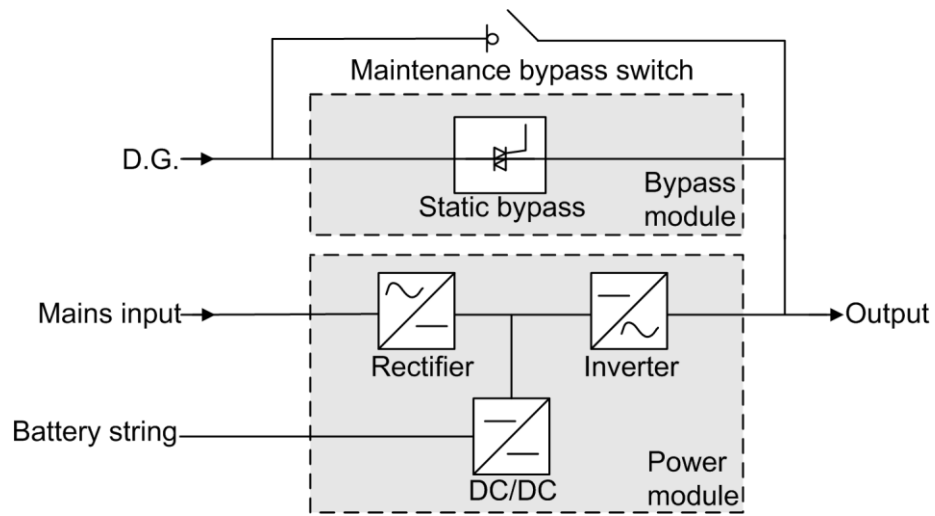 Maintenance bypass switch
D.G.
Static bypass
Bypass
module
Mains input
Rectifier
Inverter
Output
Battery string
DC/DC
Power
module